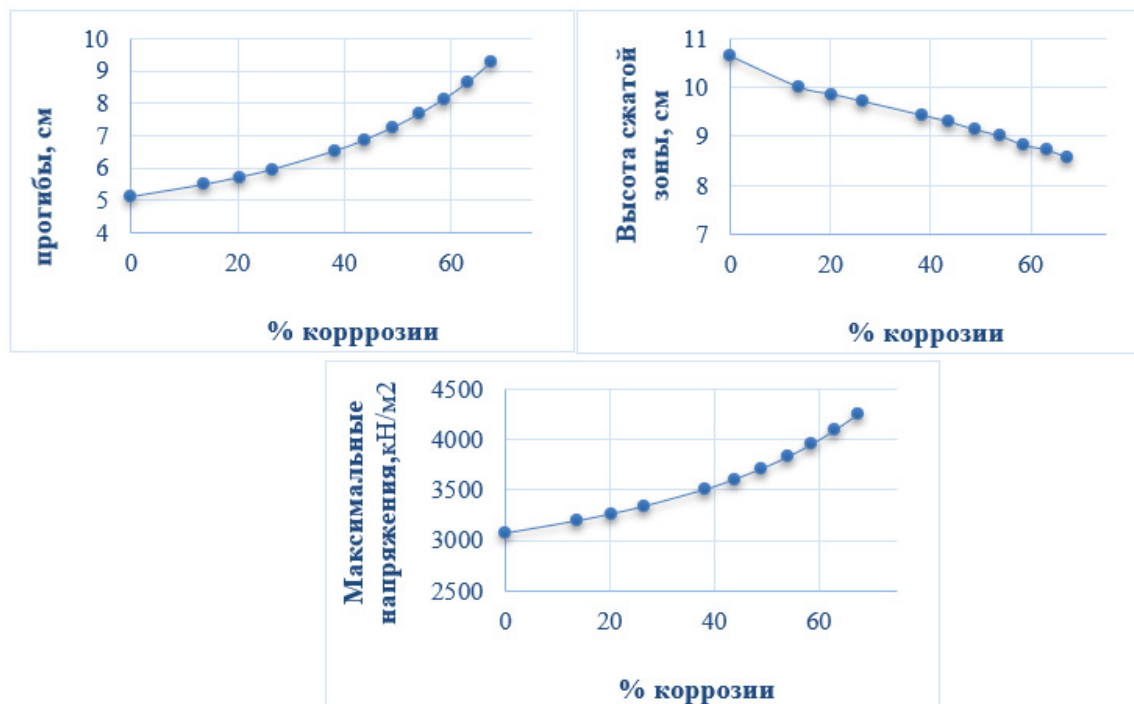 прогибы, см
10
9
8
7
6
5
4
0 20 40 60
% корррозии
Высота сжатой
зоны, см
11
10
9
8
7
0 20 40 60
% коррозии
Максимальные
напряжения,кН/м2
4500
4000
3500
3000
2500
0 20 40 60
% коррозии